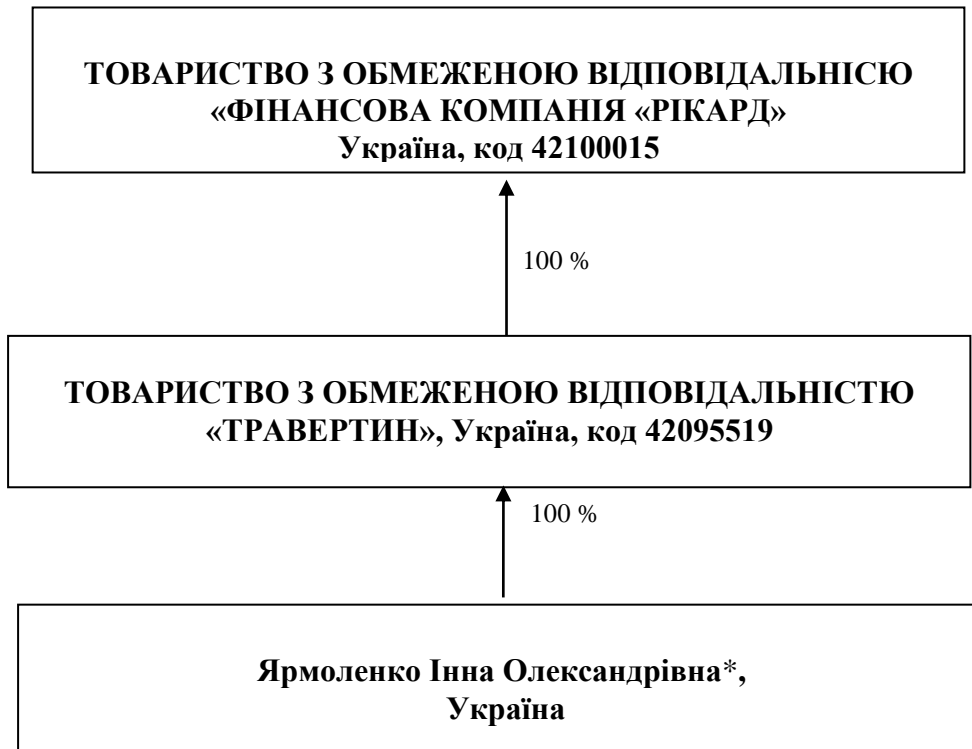 ТОВАРИСТВО З ОБМЕЖЕНОЮ ВІДПОВІДАЛЬНІСЮ
«ФІНАНСОВА КОМПАНІЯ «РІКАРД»
Україна, код 42100015
100 %
ТОВАРИСТВО З ОБМЕЖЕНОЮ ВІДПОВІДАЛЬНІСТЮ
«ТРАВЕРТИН», Україна, код 42095519
100 %
Ярмоленко Інна Олександрівна*,
Україна